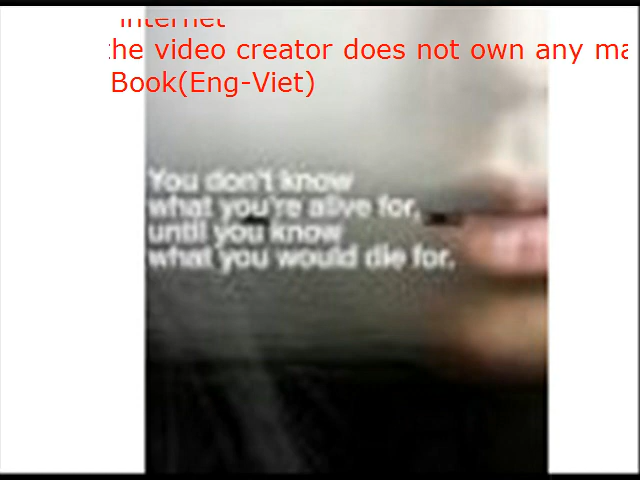 internet
the video creator does not own any ma
Book(Eng-Viet)
You don't know
what you're alive for,
until you know
what you would die for.